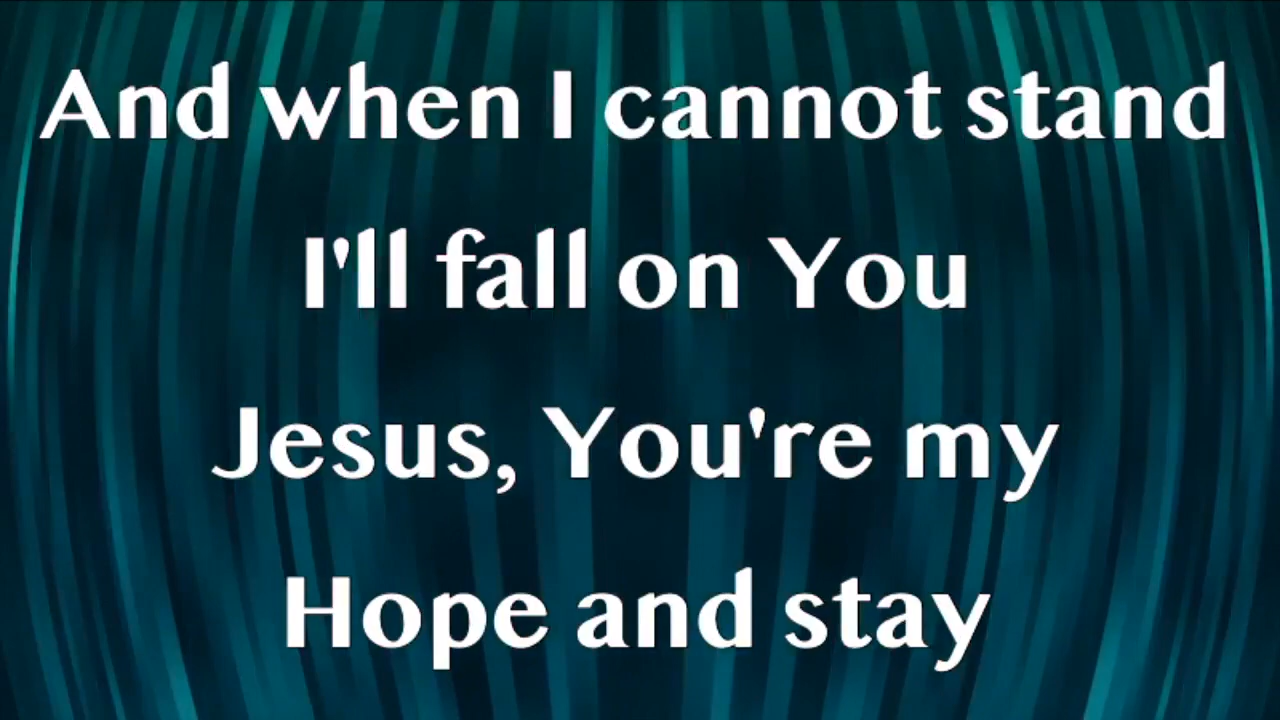 And when I cannot stand
I'll fall on You
Jesus, You're my
Hope and stay